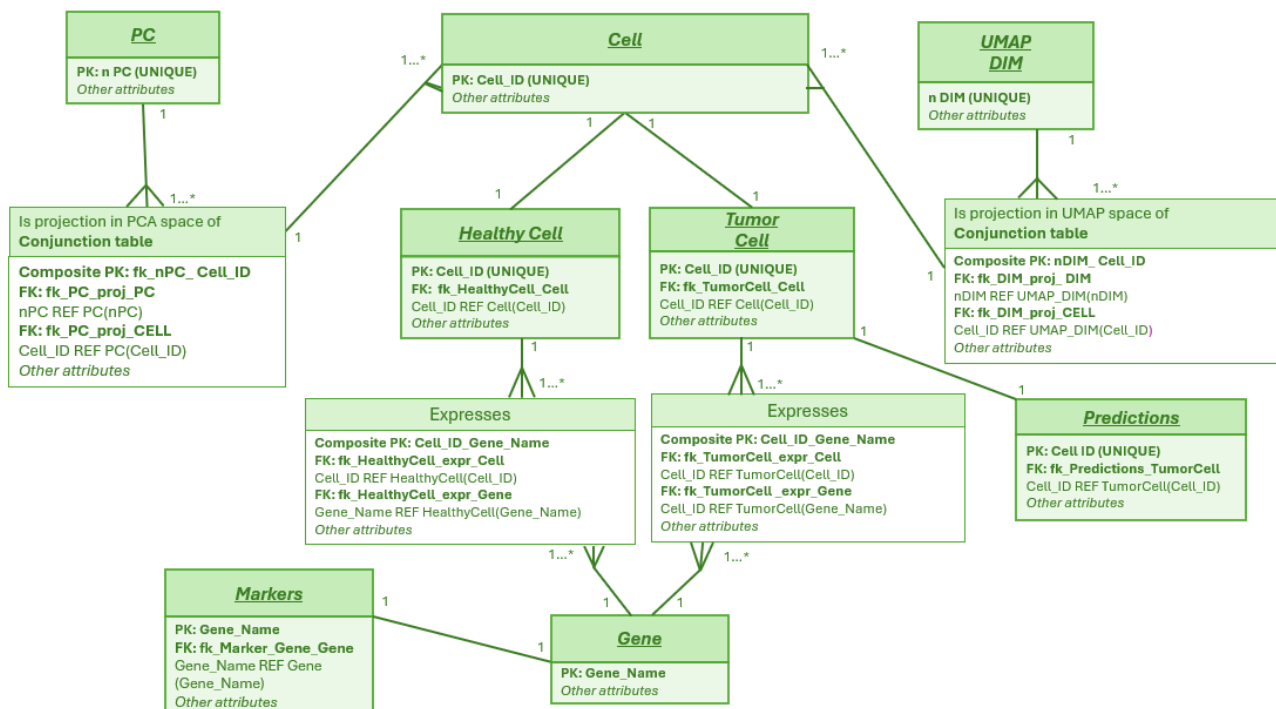 PC
PK: n PC (UNIQUE)
Other attributes
1
1...*
Cell
PK: Cell_ID (UNIQUE)
Other attributes
1...*
1...*
1
1
UMAP
DIM
n DIM (UNIQUE)
Other attributes
1
1...*
Is projection in PCA space of
Conjunction table
Composite PK: fk_nPC_ Cell_ID
FK: fk_PC_proj_PC
nPC REF PC(nPC)
FK: fk_PC_proj_CELL
Cell_ID REF PC(Cell_ID)
Other attributes
1
1
Healthy Cell
PK: Cell_ID (UNIQUE)
FK:  fk_HealthyCell_Cell
Cell_ID REF Cell(Cell_ID)
Other attributes
1
1...*
1
Tumor
Cell
PK: Cell_ID (UNIQUE)
FK: fk_TumorCell_Cell
Cell_ID REF Cell(Cell_ID)
Other attributes
1
1...*
1
1
Is projection in UMAP space of
Conjunction table
Composite PK: nDIM_ Cell_ID
FK: fk_DIM_proj_ DIM
nDIM REF UMAP_DIM(nDIM)
FK: fk_DIM_proj_CELL
Cell_ID REF UMAP_DIM(Cell_ID)
Other attributes
1
Expresses
Composite PK: Cell_ID_Gene_Name
FK: fk_HealthyCell_expr_Cell
Cell_ID REF HealthyCell(Cell_ID)
FK: fk_HealthyCell_expr_Gene
Gene_Name REF HealthyCell(Gene_Name)
Other attributes
1...*
Expresses
Composite PK: Cell_ID_Gene_Name
FK: fk_TumorCell_expr_Cell
Cell_ID REF TumorCell(Cell_ID)
FK: fk_TumorCell _expr_Gene
Cell_ID REF TumorCell(Gene_Name)
Other attributes
1...*
Predictions
PK: Cell ID (UNIQUE)
FK: fk_Predictions_TumorCell
Cell_ID REF TumorCell(Cell_ID)
Other attributes
Markers
PK: Gene_Name
FK: fk_Marker_Gene_Gene
Gene_Name REF Gene
(Gene_Name)
Other attributes
1
1
1
1
Gene
PK: Gene_Name
Other attributes